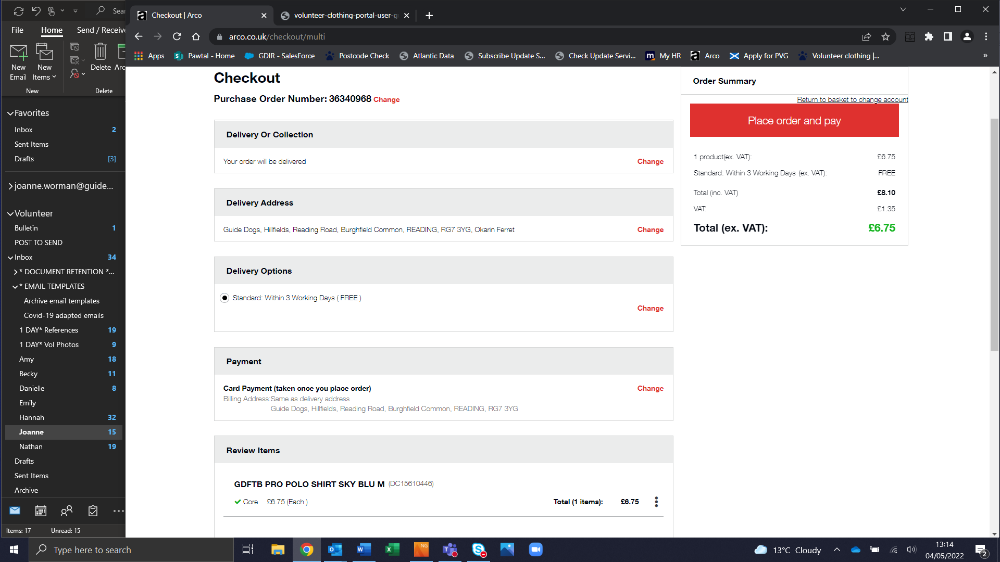 Sear
Checkout | Arco
volunteer-clothing-portal-user-g
File
Home
Send / Receive
arco.co.uk/checkout/multi
Apps
Pawtal - Home
GDIR - SalesForce
Postcode Check
Atlantic Data
Subscribe Update S...
Check Update Servi...
My HR
Arco
Apply for PVG
Volunteer clothing |...
»
New Email
New Items
Delete
Arc
New
Delete
Favorites
Inbox 2
Sent Items
Drafts [3]
joanne.worman@guide...
Volunteer
Bulletin 1
POST TO SEND
Inbox 34
* DOCUMENT RETENTION *...
* EMAIL TEMPLATES
Archive email templates
Covid-19 adapted emails
1 DAY* References 19
1 DAY* Vol Photos 9
Amy 18
Becky 11
Danielle 8
Emily
Hannah 32
Joanne 15
Nathan 19
Drafts
Sent Items
Archive
Items: 17 Unread: 15
Checkout
Purchase Order Number: 36340968 Change
Delivery Or Collection
Your order will be delivered Change
Delivery Address
Guide Dogs, Hillfields, Reading Road, Burghfield Common, READING, RG7 3YG, Okarin Ferret Change
Delivery Options
Standard: Within 3 Working Days ( FREE )
Change
Payment
Card Payment (taken once you place order) Change
Billing Address:Same as delivery address
Guide Dogs, Hillfields, Reading Road, Burghfield Common, READING, RG7 3YG
Review Items
GDFTB PRO POLO SHIRT SKY BLU M (DC15610446)
Core £6.75 (Each ) Total (1 items): £6.75
Order Summary
Return to basket to change account
Place order and pay
1 product(ex. VAT): £6.75
Standard: Within 3 Working Days (ex. VAT): FREE
Total (inc. VAT) £8.10
VAT: £1.35
Total (ex. VAT): £6.75
Type here to search
NG
13°C Cloudy
13:14
04/05/2022
2